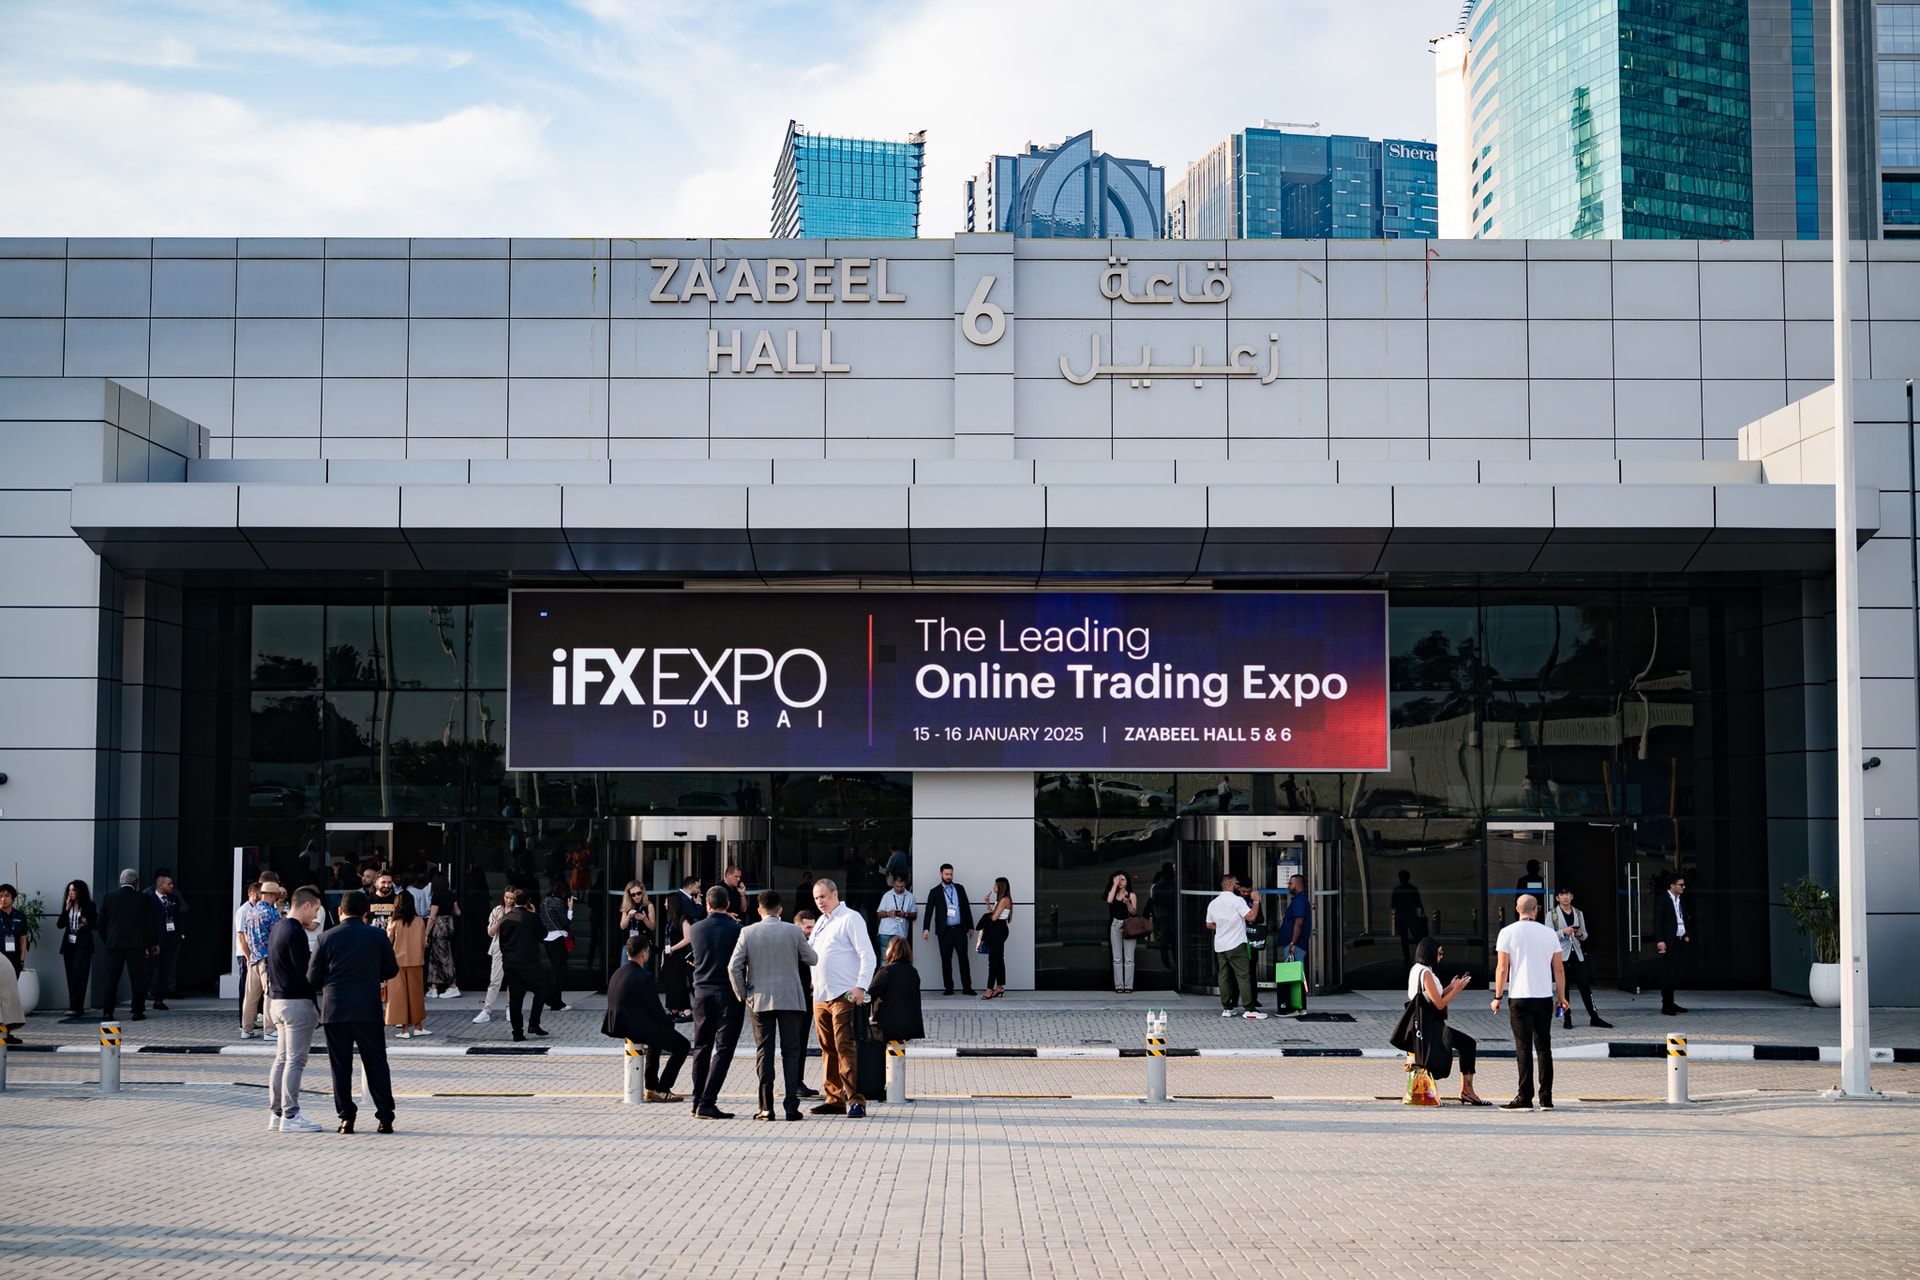 Shera
ZA'ABEEL
HALL
6
قاعة
زعبيل
iFX EXPO
DUBAI
The Leading
Online Trading Expo
15 - 16 JANUARY 2025 | ZA'ABEEL HALL 5 & 6